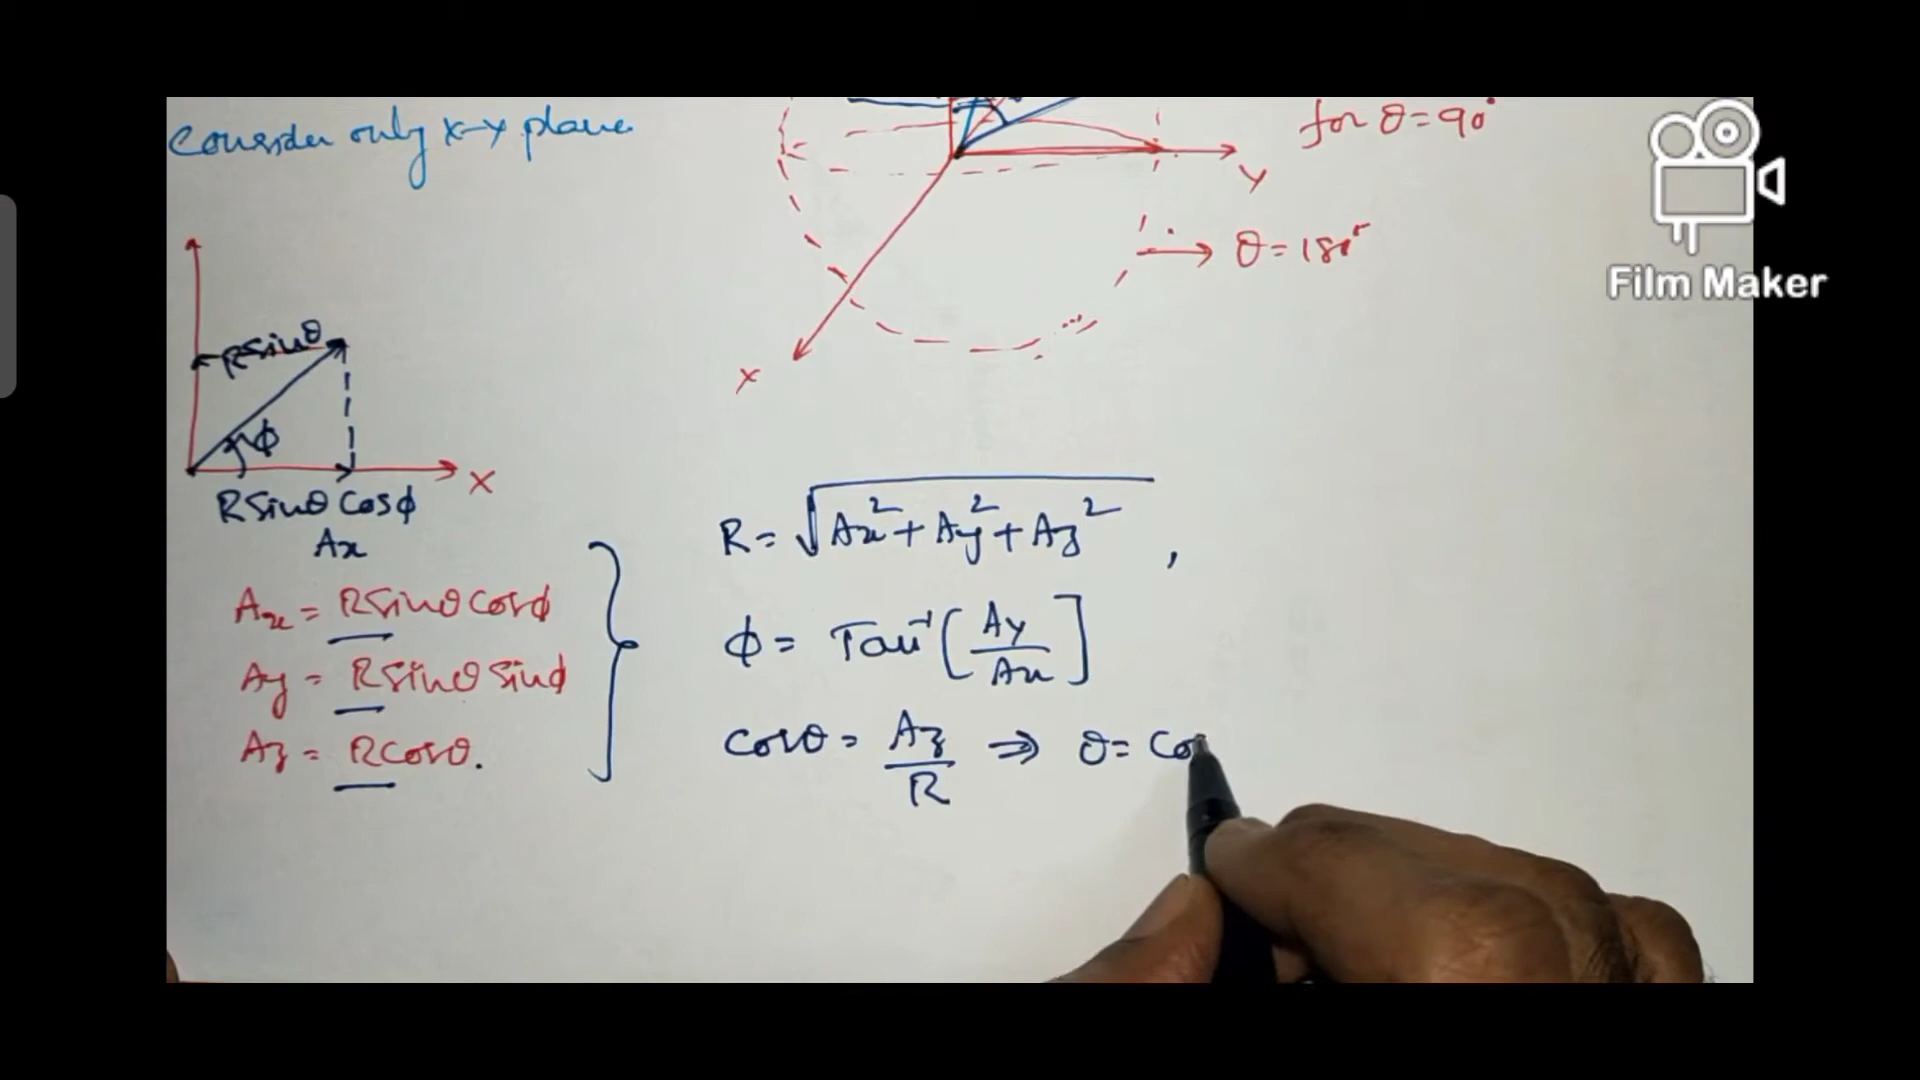 Consider only x-y plane
for θ = 90°
Y
θ = 180°
X
Film Maker
R sinθ
ϕ
X
R sinθ Cosϕ
Ax
Ax = R sinθ cosϕ
Ay = R sinθ sinϕ
Az = R cosθ.
R = √Ax² + Ay² + Az² ,
ϕ = Tan⁻¹ [Ay/Ax]
cosθ = Az/R ⇒ θ = Cos